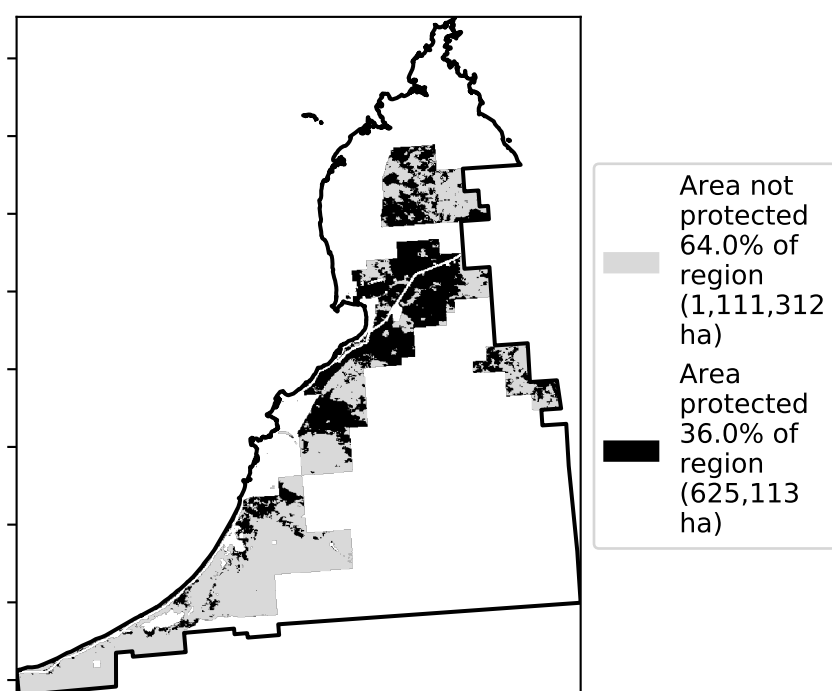 Area not
protected
64.0% of
region
(1,111,312
ha)
Area
protected
36.0% of
region
(625,113
ha)